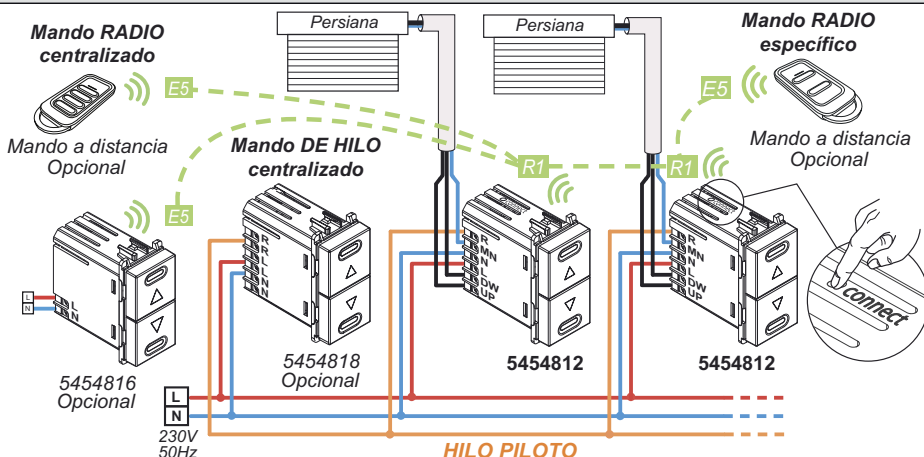 Mando RADIO
centralizado
E5
Mando a distancia
Opcional
Persiana
Persiana
Mando RADIO
específico
E5
Mando a distancia
Opcional
Mando DE HILO
centralizado
R1
R1
E5
L
N
L
N
5454816
Opcional
R
R
L
L
N
N
5454818
Opcional
R
MN
N
L
DW
UP
5454812
R
MN
N
L
DW
UP
5454812
connect
L
N
230V
50Hz
HILO PILOTO